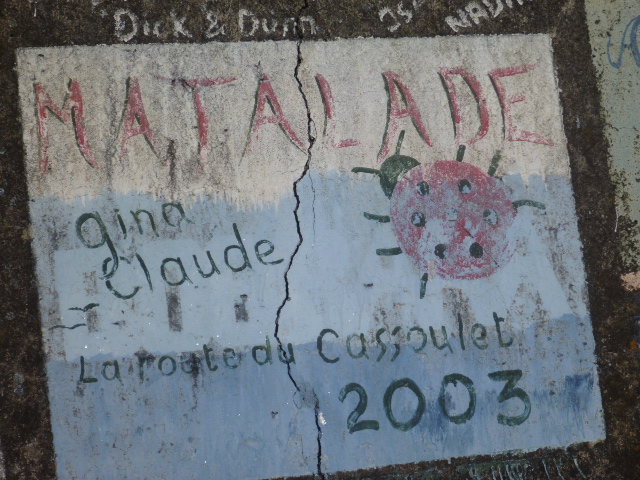 Dick & Dunn
MATALADE
gina
Claude
La route du Cassoulet
2003